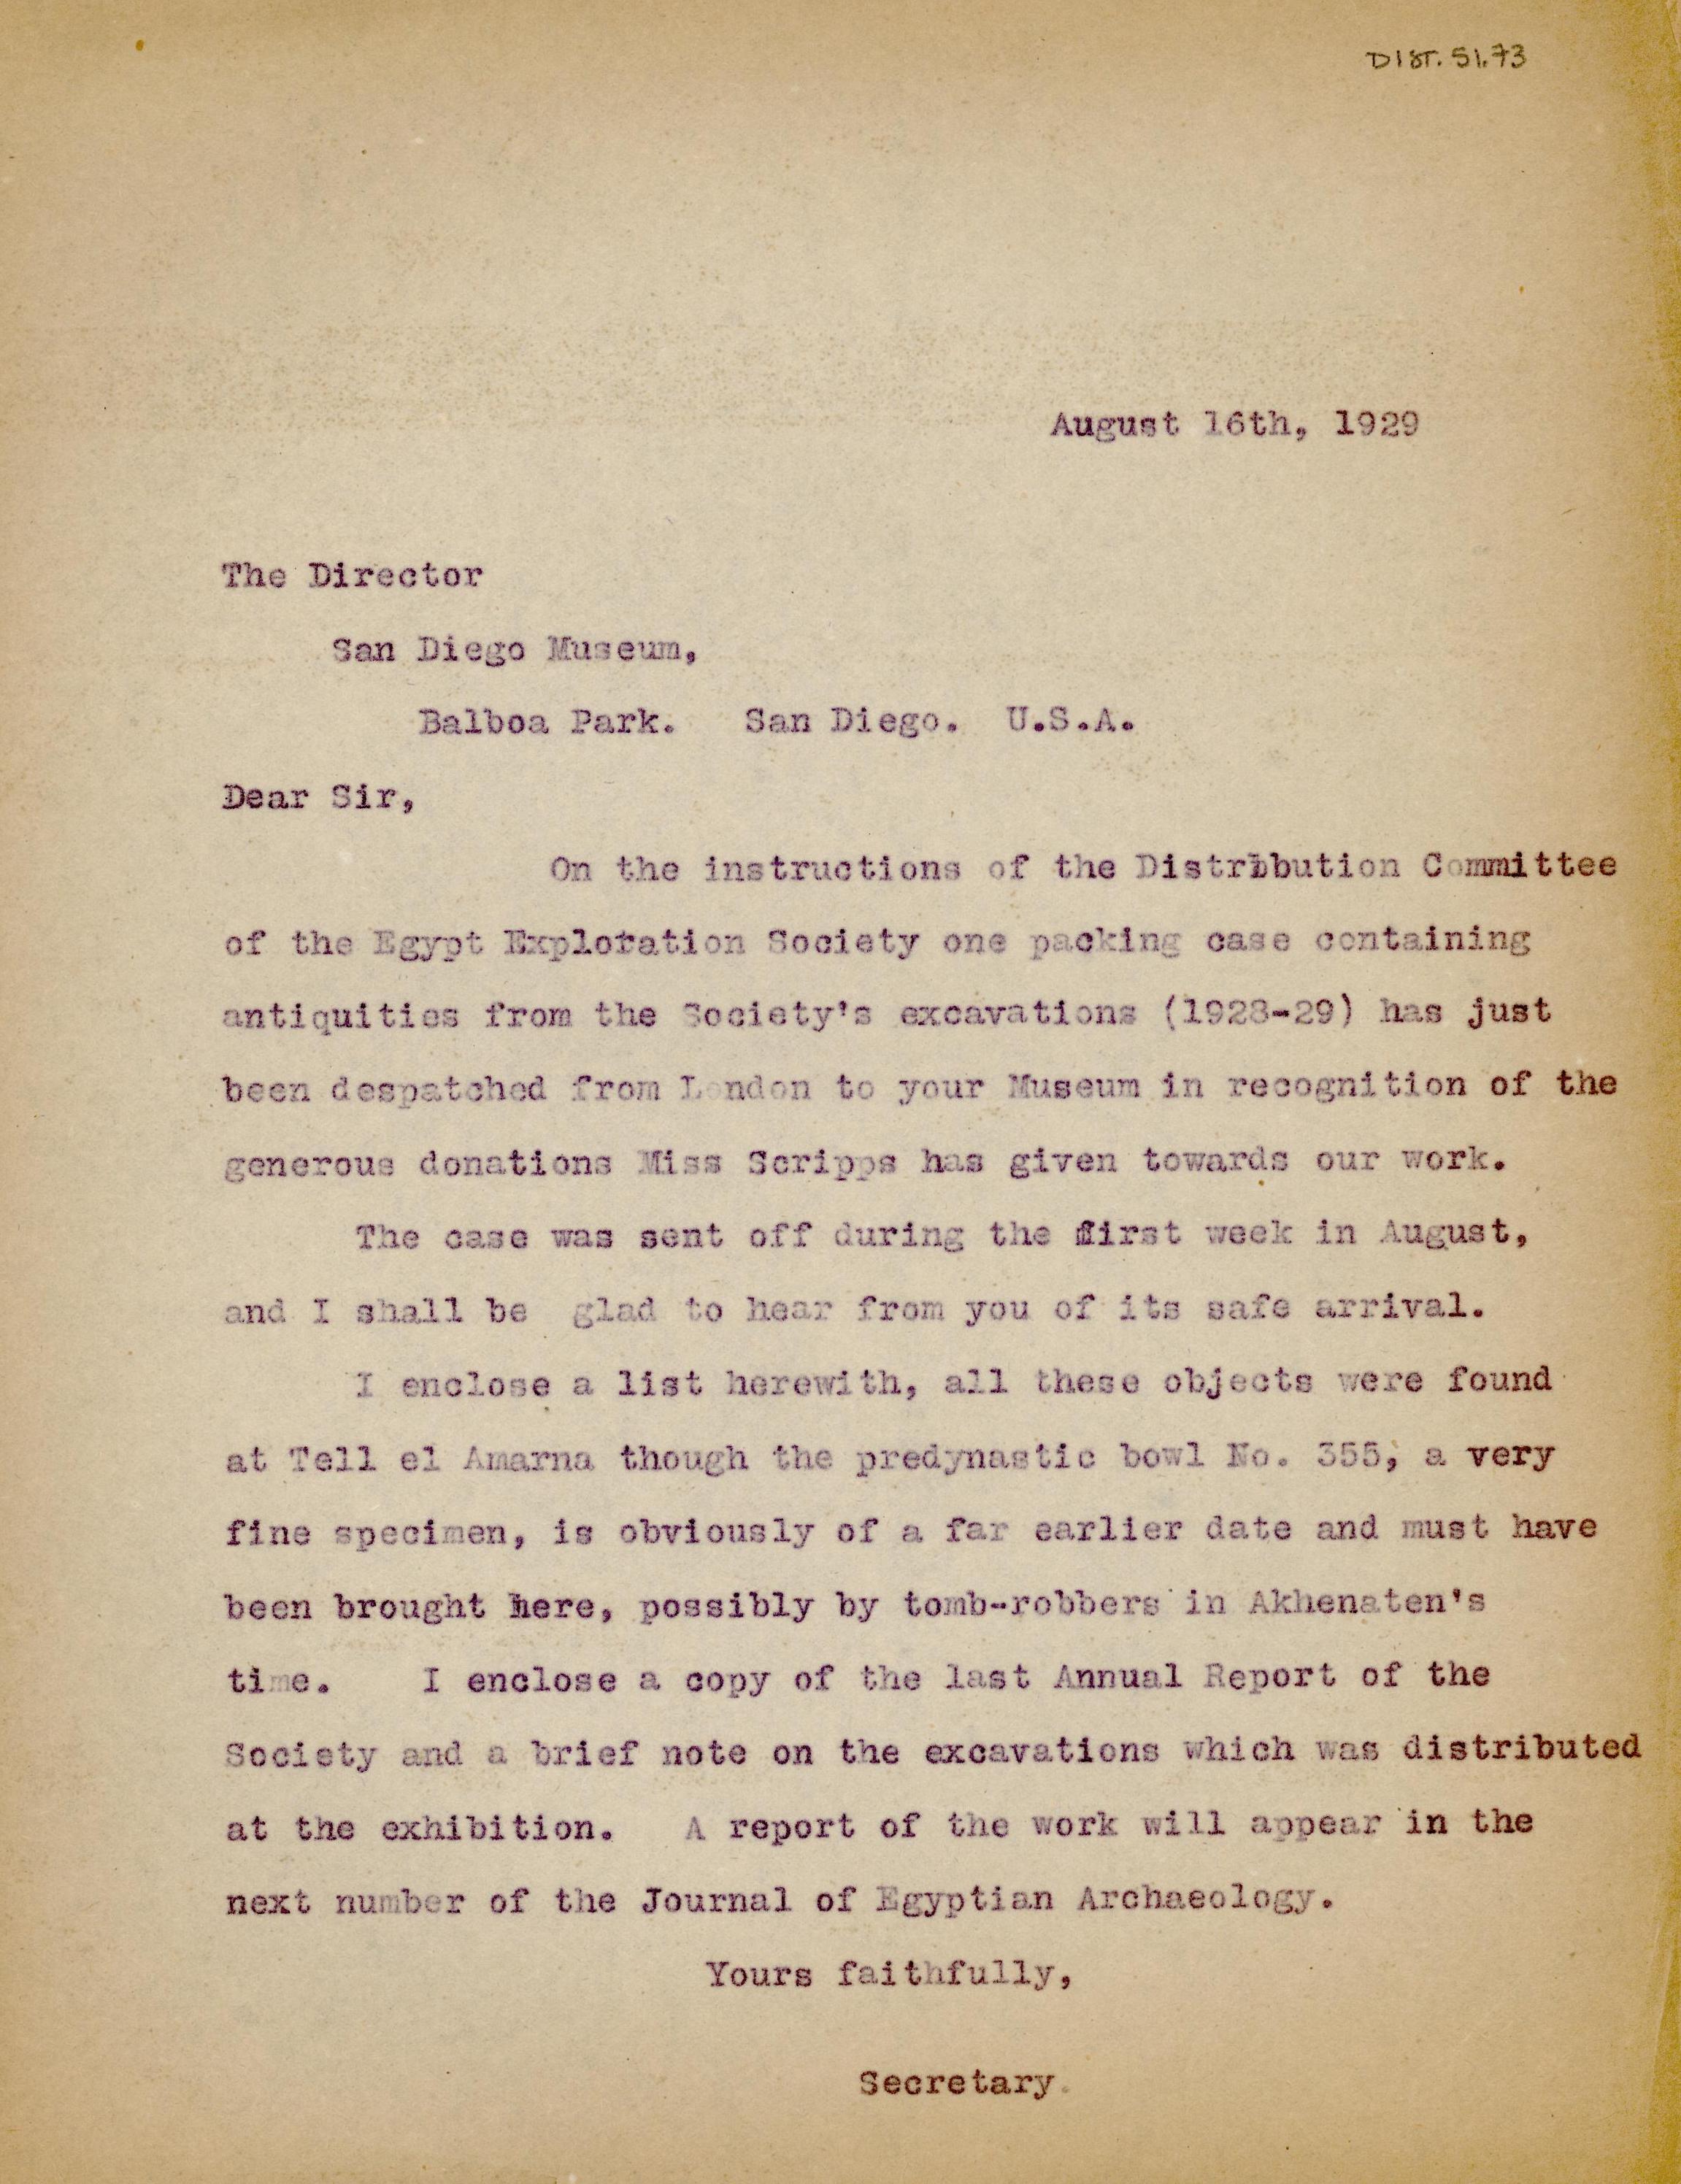 DIST. 51.73
August 16th, 1929
The Director
San Diego Museum,
Balboa Park. San Diego. U.S.A.
Dear Sir,
On the instructions of the Distribution Committee
of the Egypt Exploration Society one packing case containing
antiquities from the Society's excavations (1928-29) has just
been despatched from London to your Museum in recognition of the
generous donations Miss Scripps has given towards our work.
The case was sent off during the first week in August,
and I shall be glad to hear from you of its safe arrival.
I enclose a list herewith, all these objects were found
at Tell el Amarna though the predynastic bowl No. 355, a very
fine specimen, is obviously of a far earlier date and must have
been brought here, possibly by tomb-robbers in Akhenaten's
time. I enclose a copy of the last Annual Report of the
Society and a brief note on the excavations which was distributed
at the exhibition. A report of the work will appear in the
next number of the Journal of Egyptian Archaeology.
Yours faithfully,
Secretary.